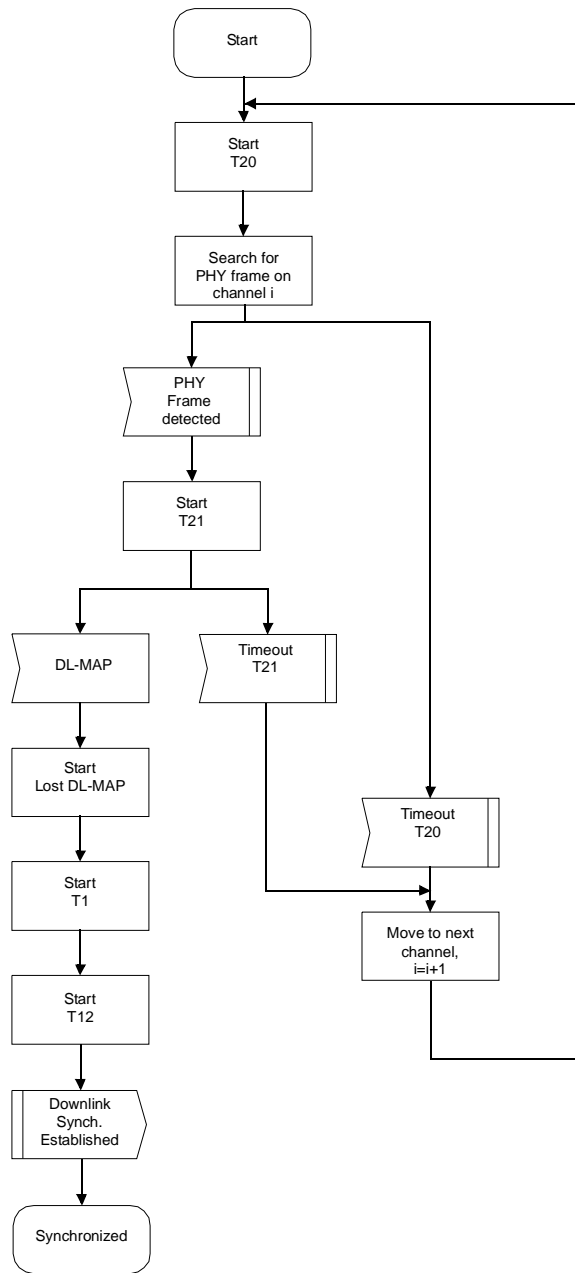 Start
Start
T20
Search for
PHY frame on
channel i
PHY
Frame
detected
Start
T21
DL-MAP
Timeout
T21
Start
Lost DL-MAP
Timeout
T20
Start
T1
Move to next
channel,
i=i+1
Start
T12
Downlink
Synch.
Established
Synchronized